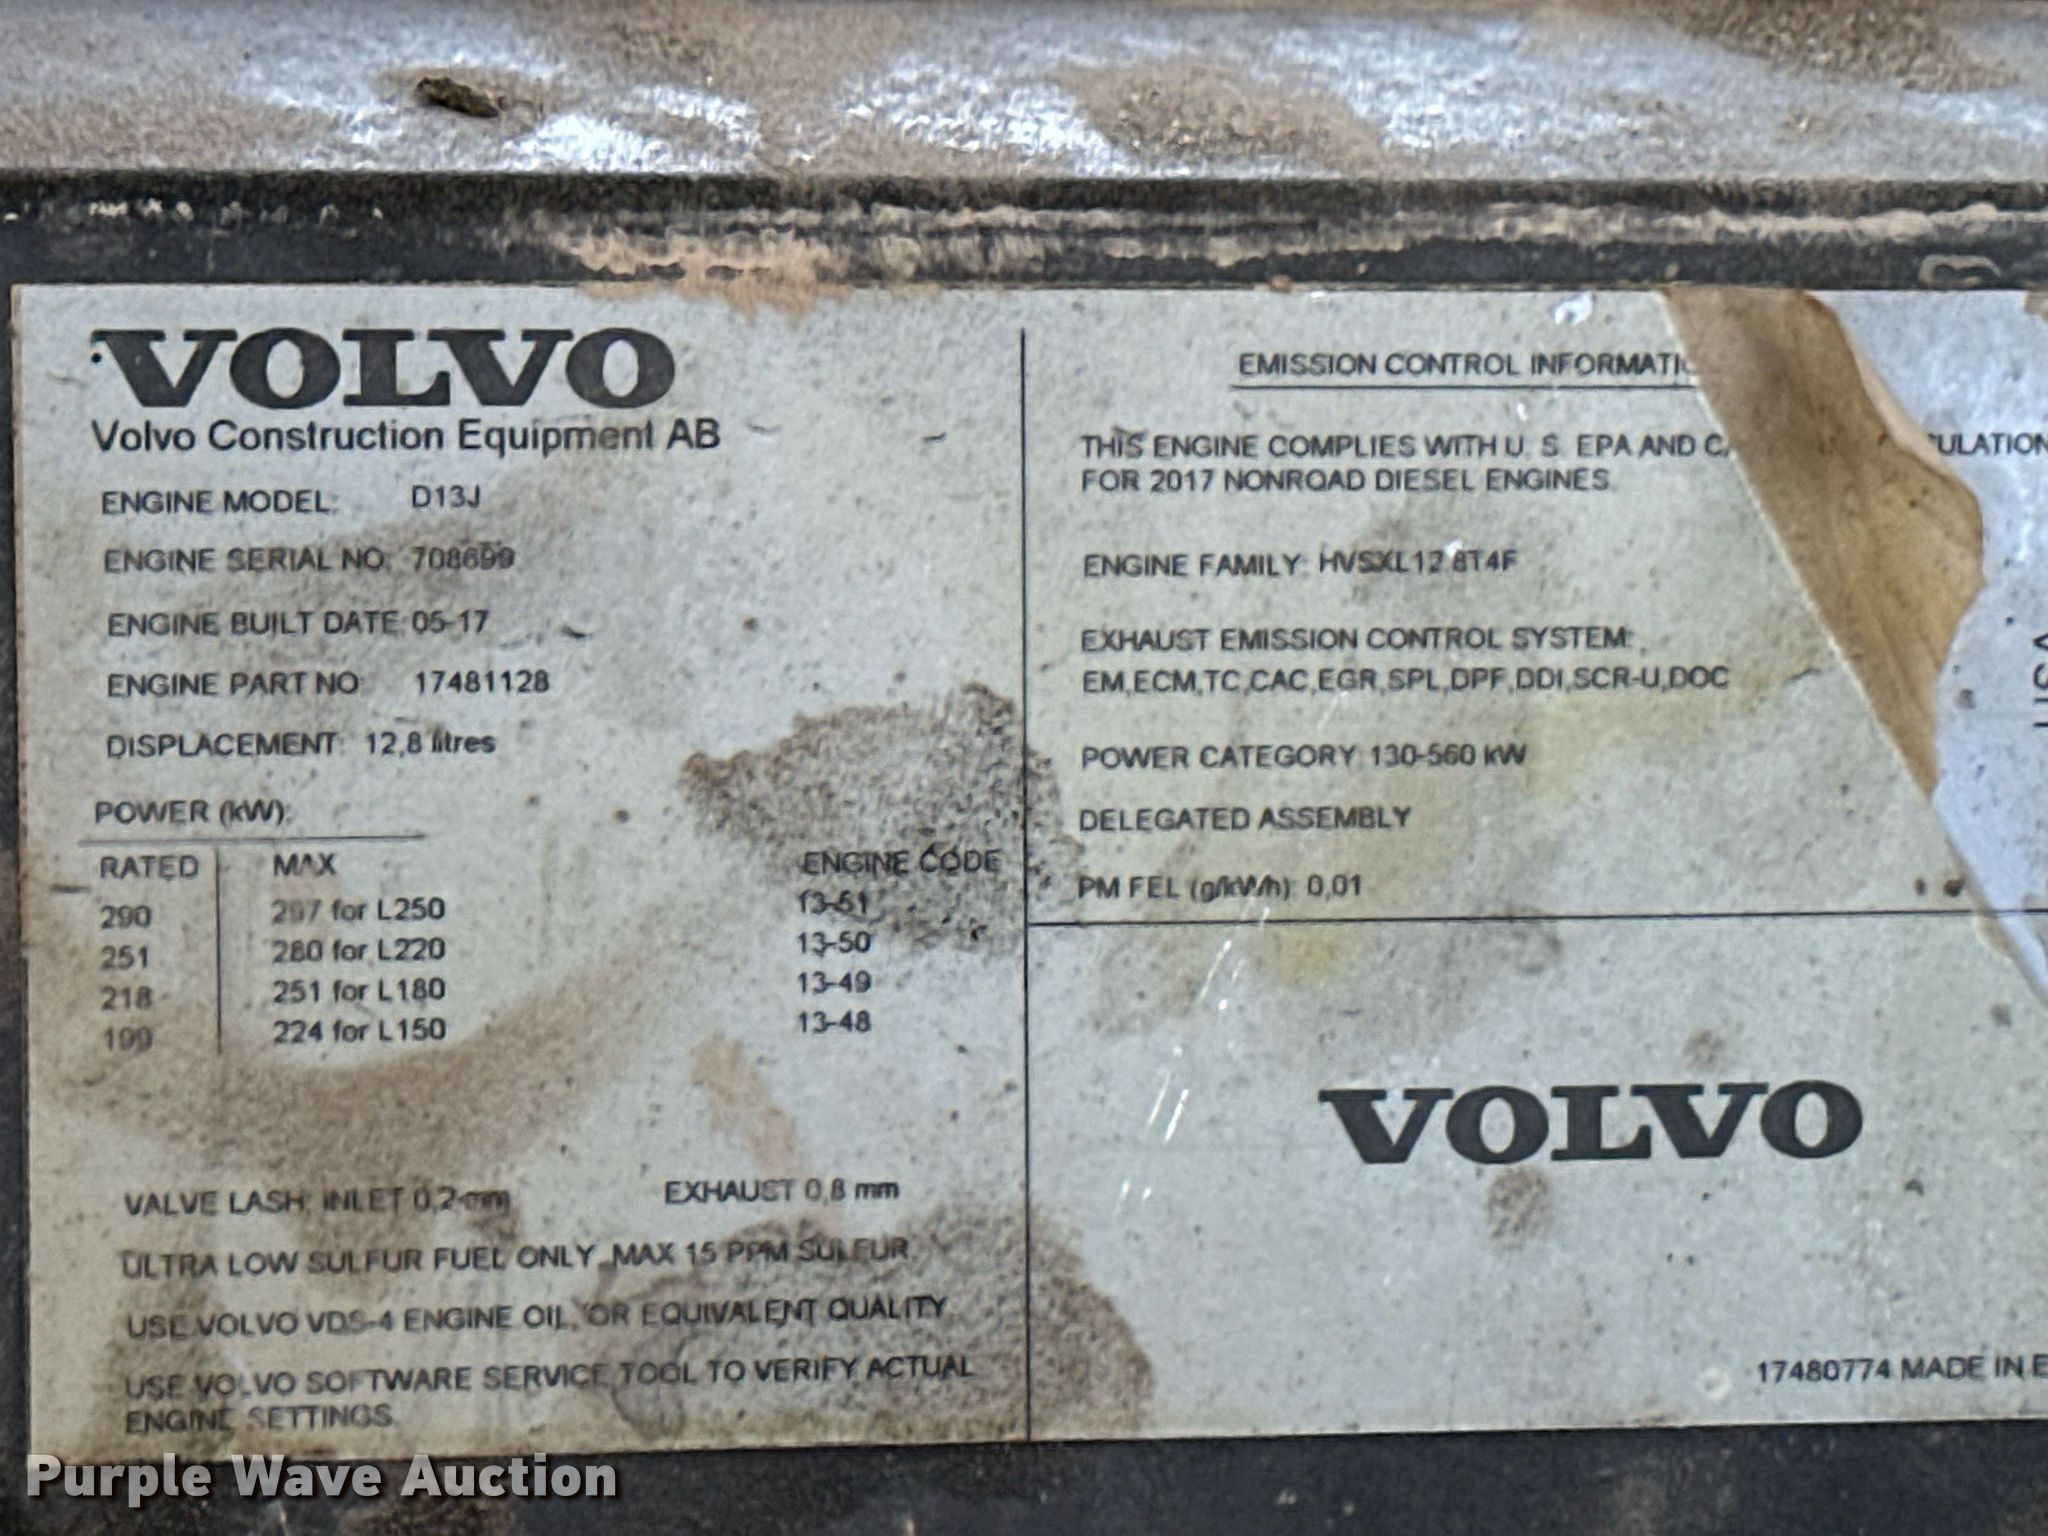 VOLVO
Volvo Construction Equipment AB
ENGINE MODEL: D13J
ENGINE SERIAL NO: 708699
ENGINE BUILT DATE: 05-17
ENGINE PART NO: 17481128
DISPLACEMENT: 12,8 litres
POWER (kW):
RATED MAX ENGINE CODE
290 297 for L250 13-51
251 280 for L220 13-50
218 251 for L180 13-49
199 224 for L150 13-48
VALVE LASH: INLET 0,2 mm EXHAUST 0,8 mm
ULTRA LOW SULFUR FUEL ONLY, MAX 15 PPM SULFUR
USE VOLVO VDS-4 ENGINE OIL, OR EQUIVALENT QUALITY
USE VOLVO SOFTWARE SERVICE TOOL TO VERIFY ACTUAL
ENGINE SETTINGS.
EMISSION CONTROL INFORMATIO
THIS ENGINE COMPLIES WITH U. S. EPA AND CA ULATION
FOR 2017 NONROAD DIESEL ENGINES.
ENGINE FAMILY: HVSXL12.8T4F
EXHAUST EMISSION CONTROL SYSTEM:
EM,ECM,TC,CAC,EGR,SPL,DPF,DDI,SCR-U,DOC
POWER CATEGORY: 130-560 kW
DELEGATED ASSEMBLY
PM FEL (g/kWh): 0,01
VOLVO
17480774 MADE IN E
Purple Wave Auction